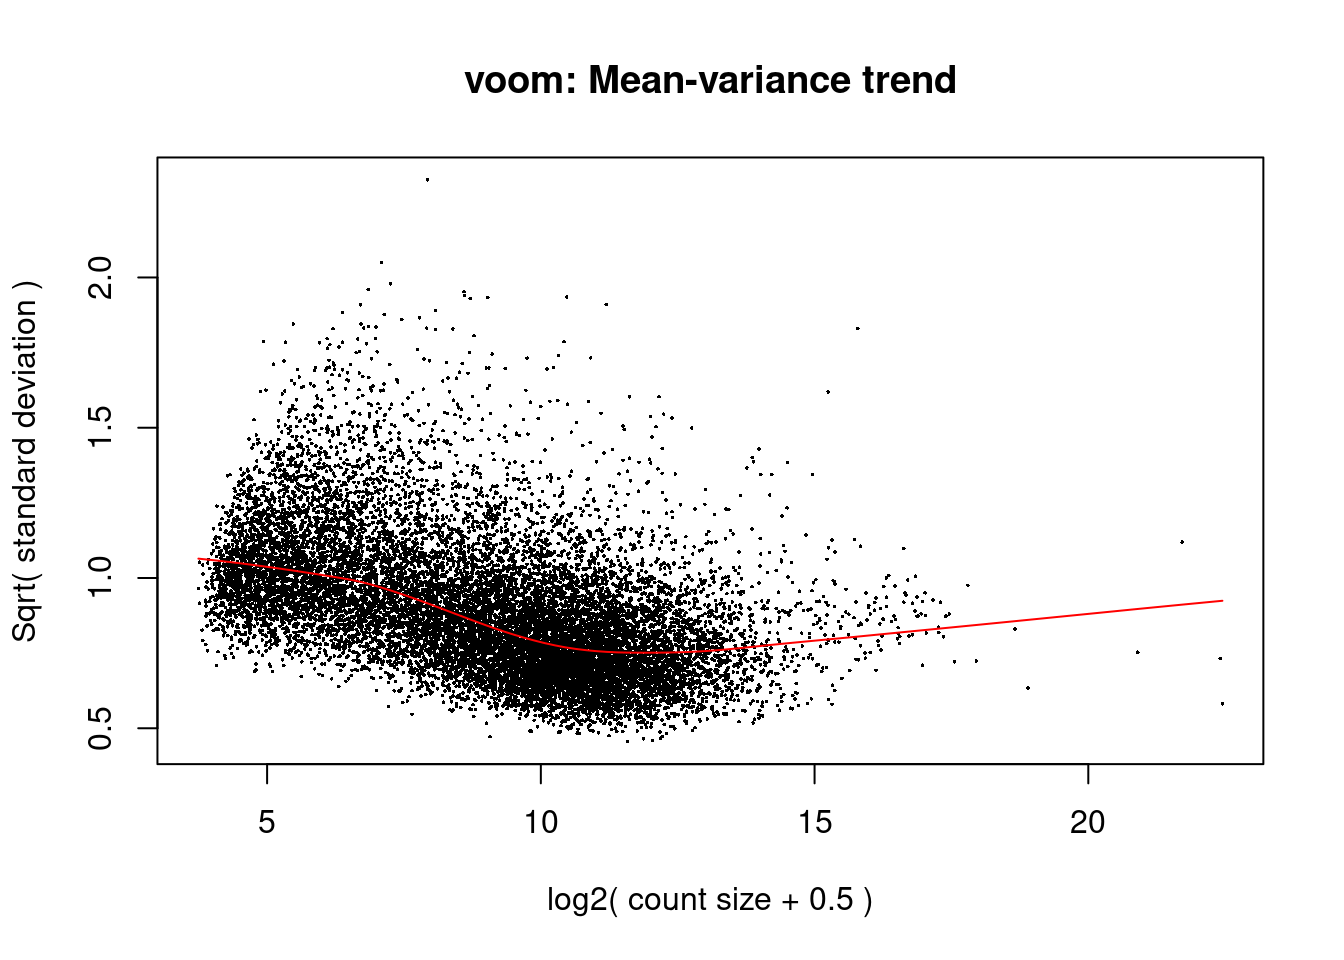 voom: Mean-variance trend
Sqrt( standard deviation )
2.0
1.5
1.0
0.5
5 10 15 20
log2( count size + 0.5 )